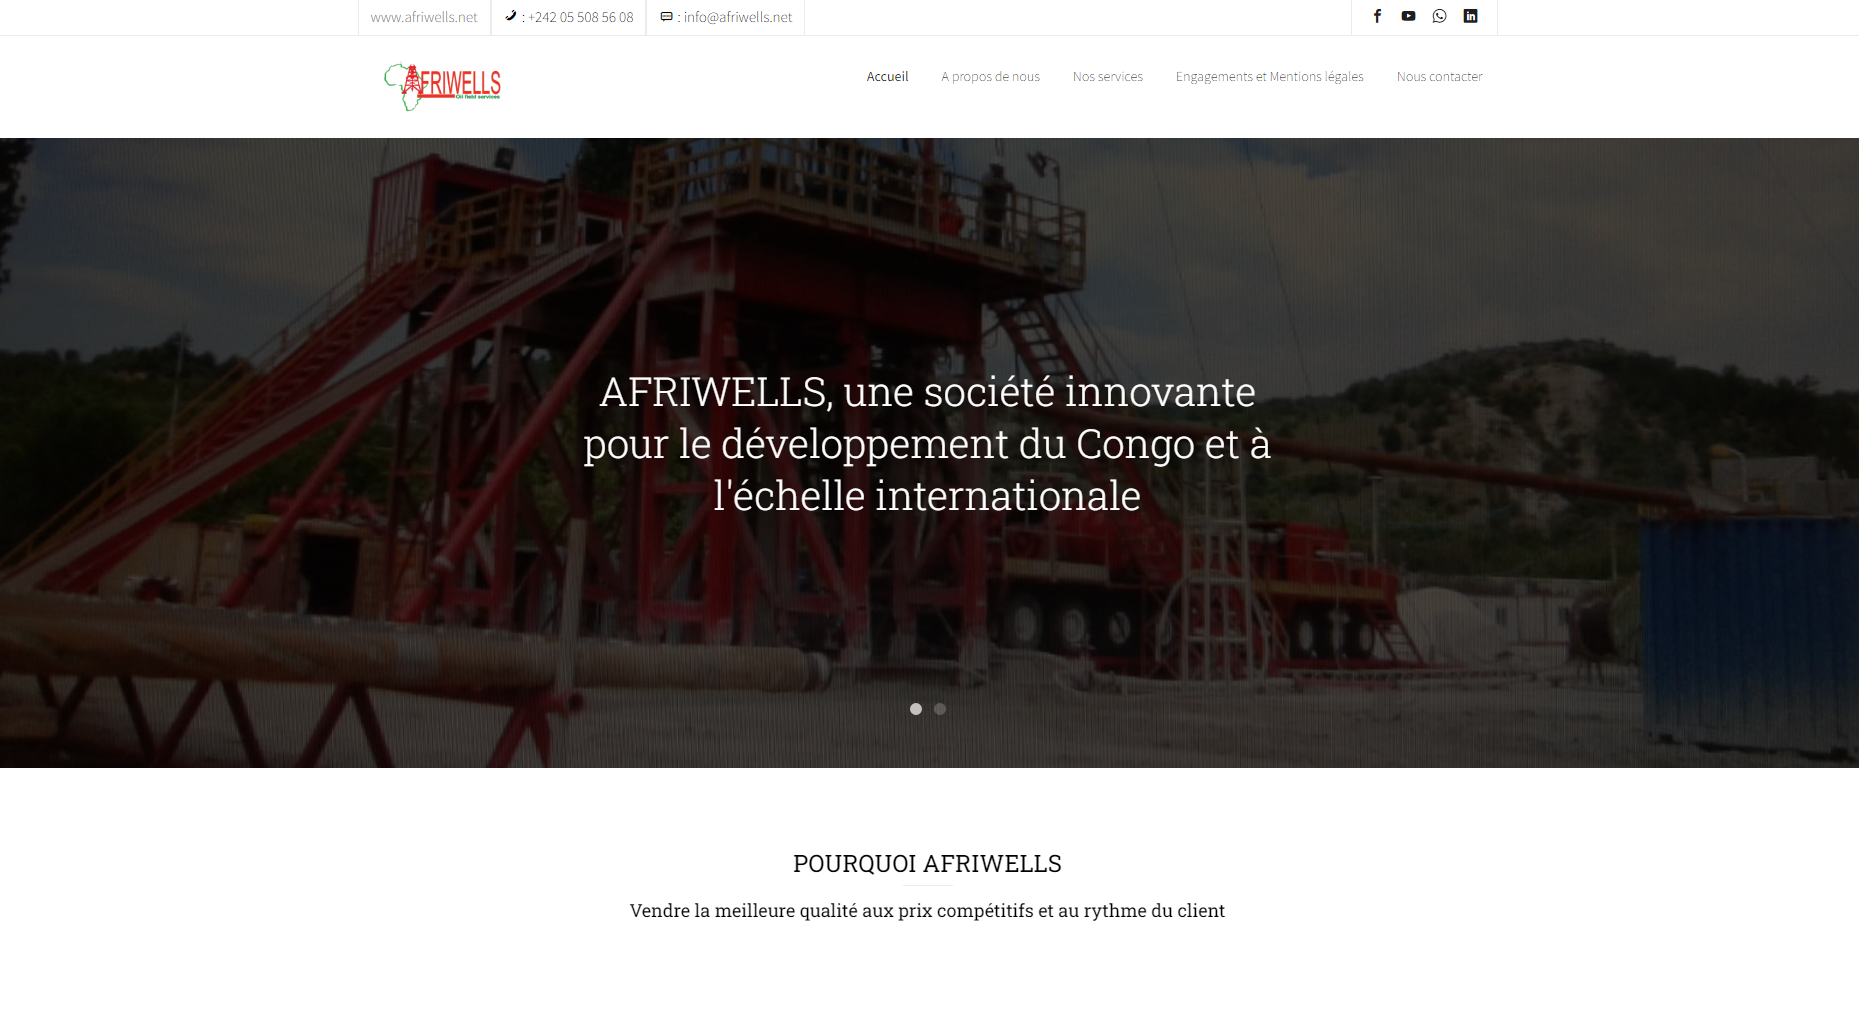 www.afriwells.net
: +242 05 508 56 08
: info@afriwells.net
AFRIWELLS
Oil field services
Accueil
A propos de nous
Nos services
Engagements et Mentions légales
Nous contacter
AFRIWELLS, une société innovante
pour le développement du Congo et à
l'échelle internationale
POURQUOI AFRIWELLS
Vendre la meilleure qualité aux prix compétitifs et au rythme du client